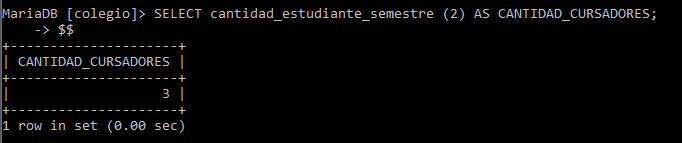 MariaDB [colegio]> SELECT cantidad_estudiante_semestre (2) AS CANTIDAD_CURSADORES;
    -> $$
+---------------------+
| CANTIDAD_CURSADORES |
+---------------------+
|                   3 |
+---------------------+
1 row in set (0.00 sec)